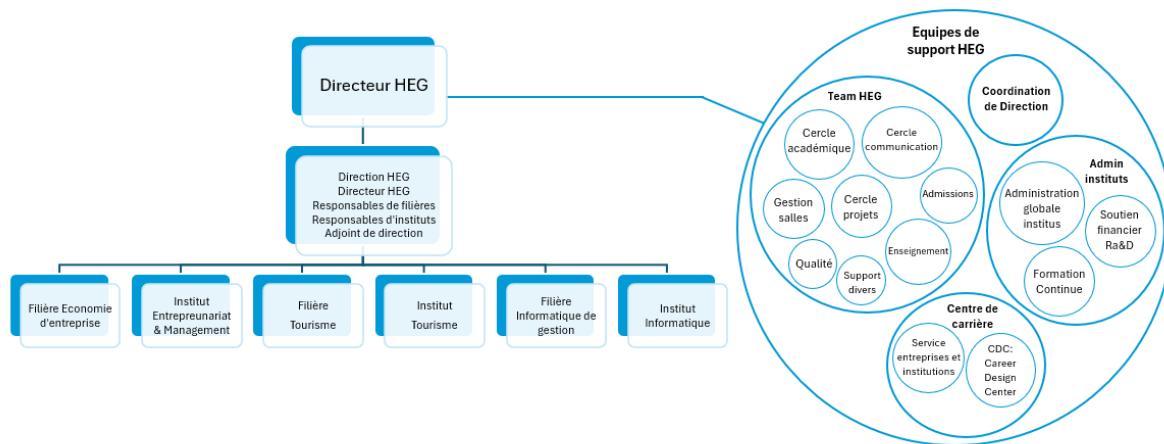 Directeur HEG
Direction HEG
Directeur HEG
Responsables de filières
Responsables d'instituts
Adjoint de direction
Filière Economie
d'entreprise
Institut
Entrepreunariat
& Management
Filière
Tourisme
Institut
Tourisme
Filière
Informatique de
gestion
Institut
Informatique
Equipes de
support HEG
Team HEG
Cercle
académique
Cercle
communication
Gestion
salles
Cercle
projets
Admissions
Qualité
Support
divers
Enseignement
Coordination
de Direction
Admin
instituts
Administration
globale
institus
Soutien
financier
Ra&D
Formation
Continue
Centre de
carrière
Service
entreprises et
institutions
CDC:
Career
Design
Center